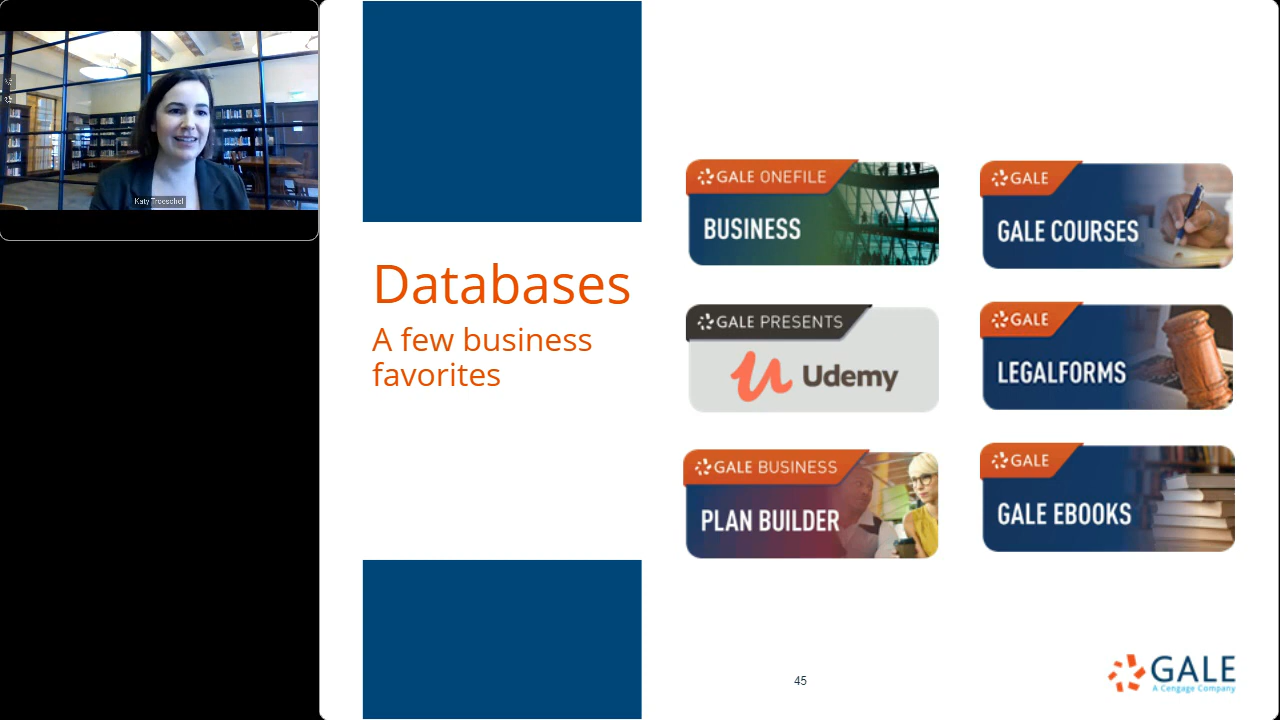 Katy Troeschel
Databases
A few business
favorites
GALE ONEFILE
BUSINESS
GALE
GALE COURSES
GALE PRESENTS
Udemy
GALE
LEGALFORMS
GALE BUSINESS
PLAN BUILDER
GALE
GALE EBOOKS
45
GALE
A Cengage Company